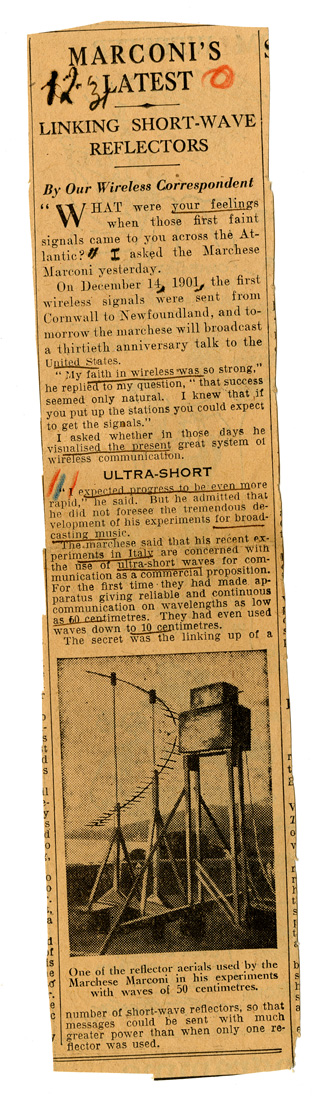 MARCONI'S
LATEST
12.31
LINKING SHORT-WAVE
REFLECTORS
By Our Wireless Correspondent
"WHAT were your feelings
when those first faint
signals came to you across the At-
lantic?" I asked the Marchese
Marconi yesterday.
On December 14, 1901, the first
wireless signals were sent from
Cornwall to Newfoundland, and to-
morrow the marchese will broadcast
a thirtieth anniversary talk to the
United States.
"My faith in wireless was so strong,"
he replied to my question, "that success
seemed only natural. I knew that if
you put up the stations you could expect
to get the signals."
I asked whether in those days he
visualised the present great system of
wireless communication.
ULTRA-SHORT
"I expected progress to be even more
rapid," he said. But he admitted that
he did not foresee the tremendous de-
velopment of his experiments for broad-
casting music.
The marchese said that his recent ex-
periments in Italy are concerned with
the use of ultra-short waves for com-
munication as a commercial proposition.
For the first time they had made ap-
paratus giving reliable and continuous
communication on wavelengths as low
as 60 centimetres. They had even used
waves down to 10 centimetres.
The secret was the linking up of a
One of the reflector aerials used by the
Marchese Marconi in his experiments
with waves of 50 centimetres.
number of short-wave reflectors, so that
messages could be sent with much
greater power than when only one re-
flector was used.